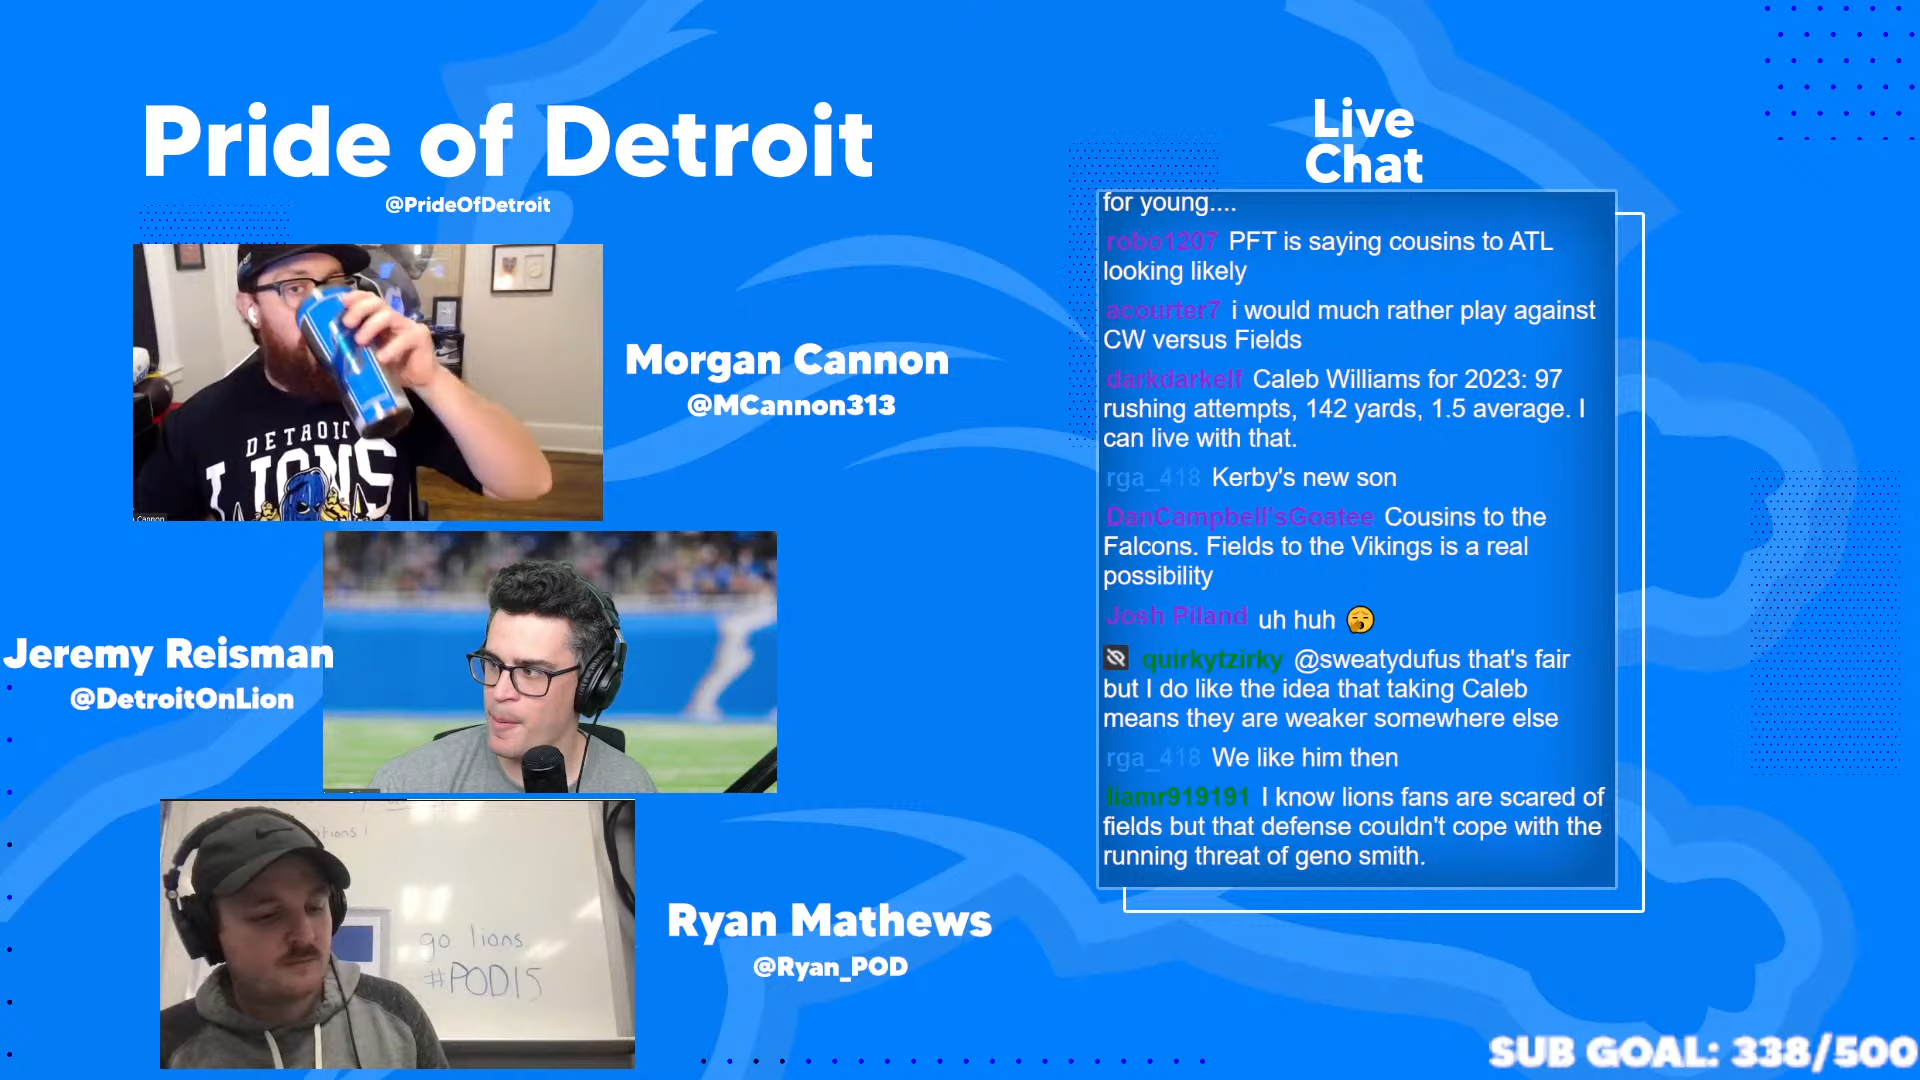 Pride of Detroit
@PrideOfDetroit
DETROIT
LIONS
Cannon
Morgan Cannon
@MCannon313
Jeremy Reisman
@DetroitOnLion
go lions
#POD15
Ryan Mathews
@Ryan_POD
Live
Chat
for young....
robo1207 PFT is saying cousins to ATL
looking likely
acourter7 i would much rather play against
CW versus Fields
darkdarkelf Caleb Williams for 2023: 97
rushing attempts, 142 yards, 1.5 average. I
can live with that.
rga_418 Kerby's new son
DanCampbell'sGoatee Cousins to the
Falcons. Fields to the Vikings is a real
possibility
Josh Piland uh huh 🥱
quirkytzirky @sweatydufus that's fair
but I do like the idea that taking Caleb
means they are weaker somewhere else
rga_418 We like him then
liamr919191 I know lions fans are scared of
fields but that defense couldn't cope with the
running threat of geno smith.
SUB GOAL: 338/500